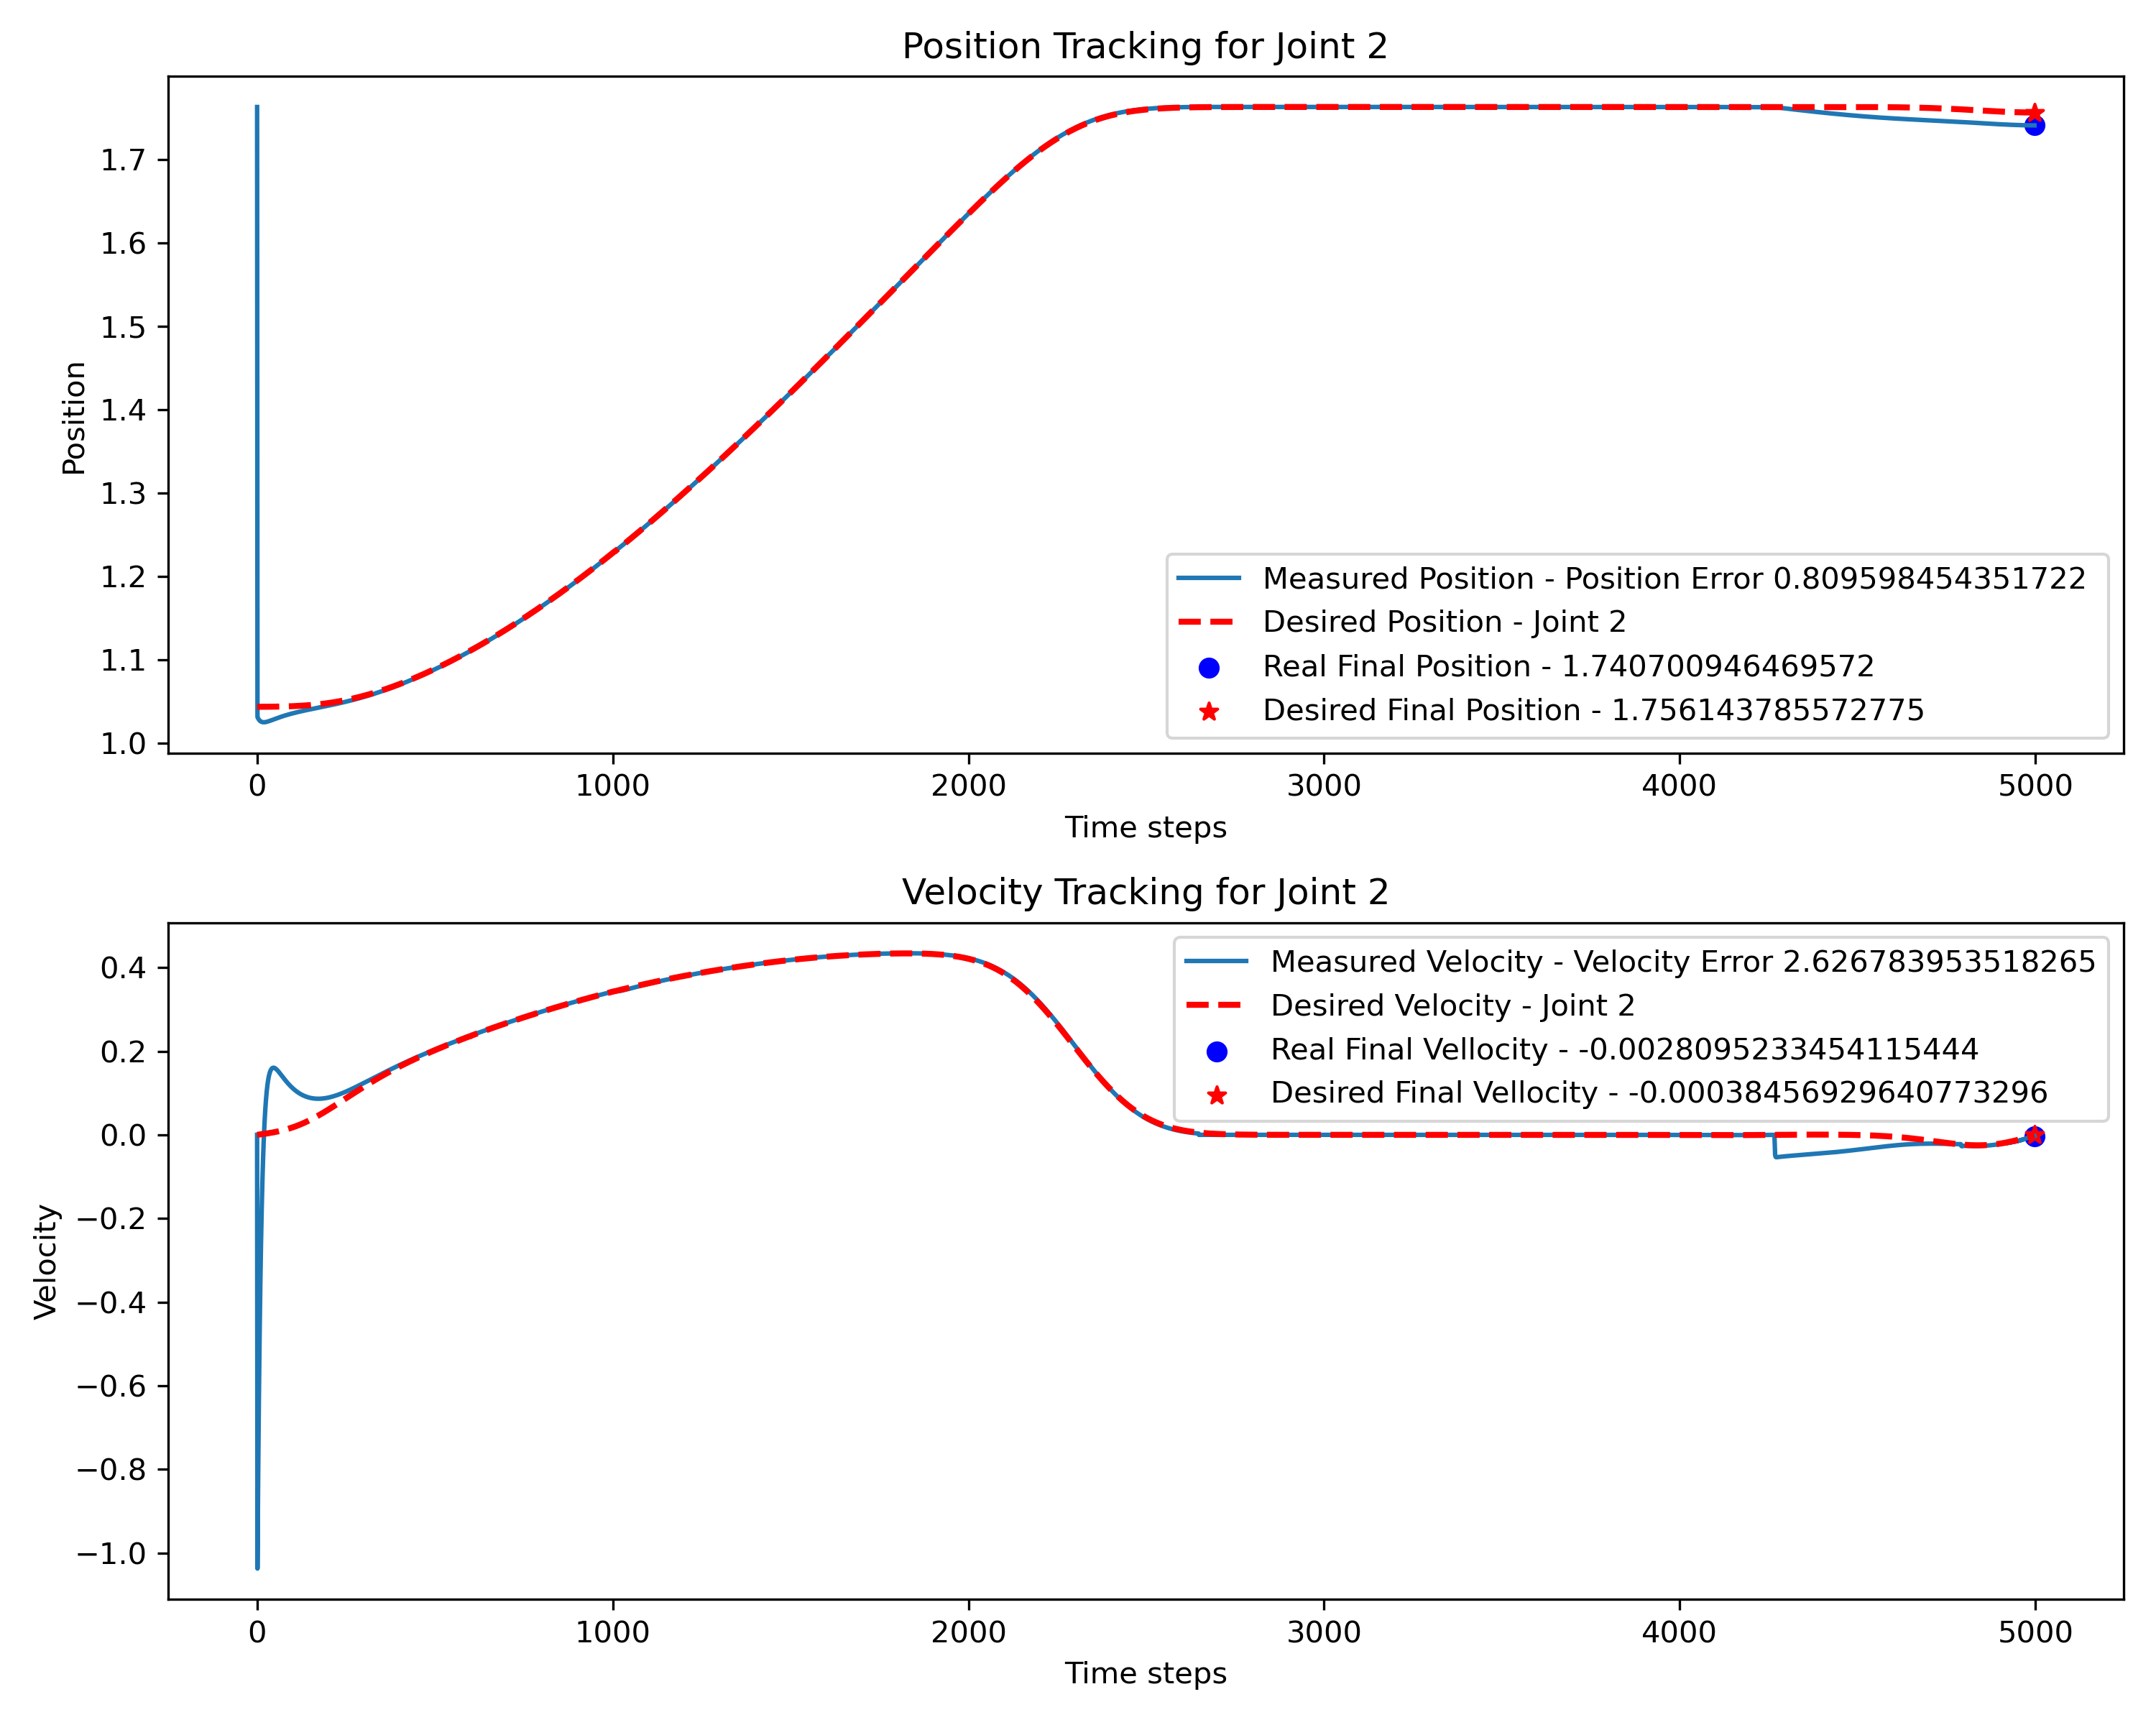 Position Tracking for Joint 2
Position
1.7
1.6
1.5
1.4
1.3
1.2
1.1
1.0
Measured Position - Position Error 0.809598454351722
Desired Position - Joint 2
Real Final Position - 1.740700946469572
Desired Final Position - 1.756143785572775
0 1000 2000 3000 4000 5000
Time steps
Velocity Tracking for Joint 2
Velocity
0.4
0.2
0.0
−0.2
−0.4
−0.6
−0.8
−1.0
Measured Velocity - Velocity Error 2.626783953518265
Desired Velocity - Joint 2
Real Final Vellocity - -0.0028095233454115444
Desired Final Vellocity - -0.00038456929640773296
0 1000 2000 3000 4000 5000
Time steps